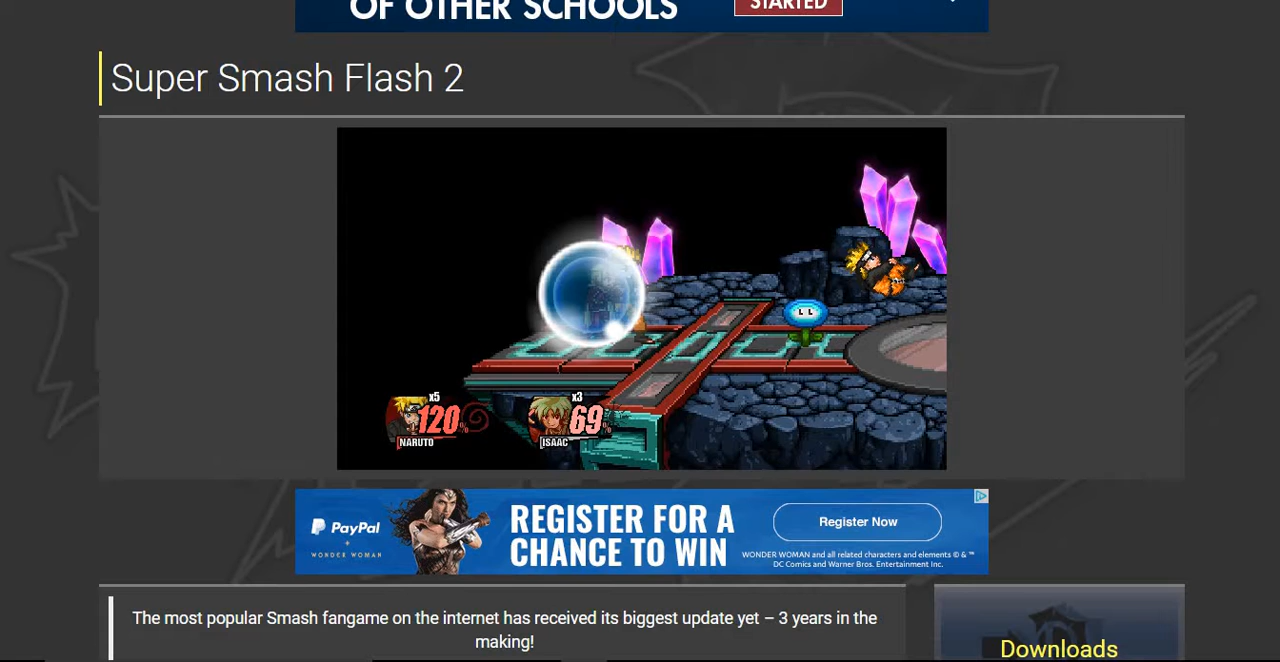 OF OTHER SCHOOLS
STARTED
Super Smash Flash 2
x5
120%
NARUTO
x3
69%
ISAAC
PayPal
+
WONDER WOMAN
REGISTER FOR A
CHANCE TO WIN
Register Now
WONDER WOMAN and all related characters and elements © & ™
DC Comics and Warner Bros. Entertainment Inc.
The most popular Smash fangame on the internet has received its biggest update yet – 3 years in the
making!
Downloads